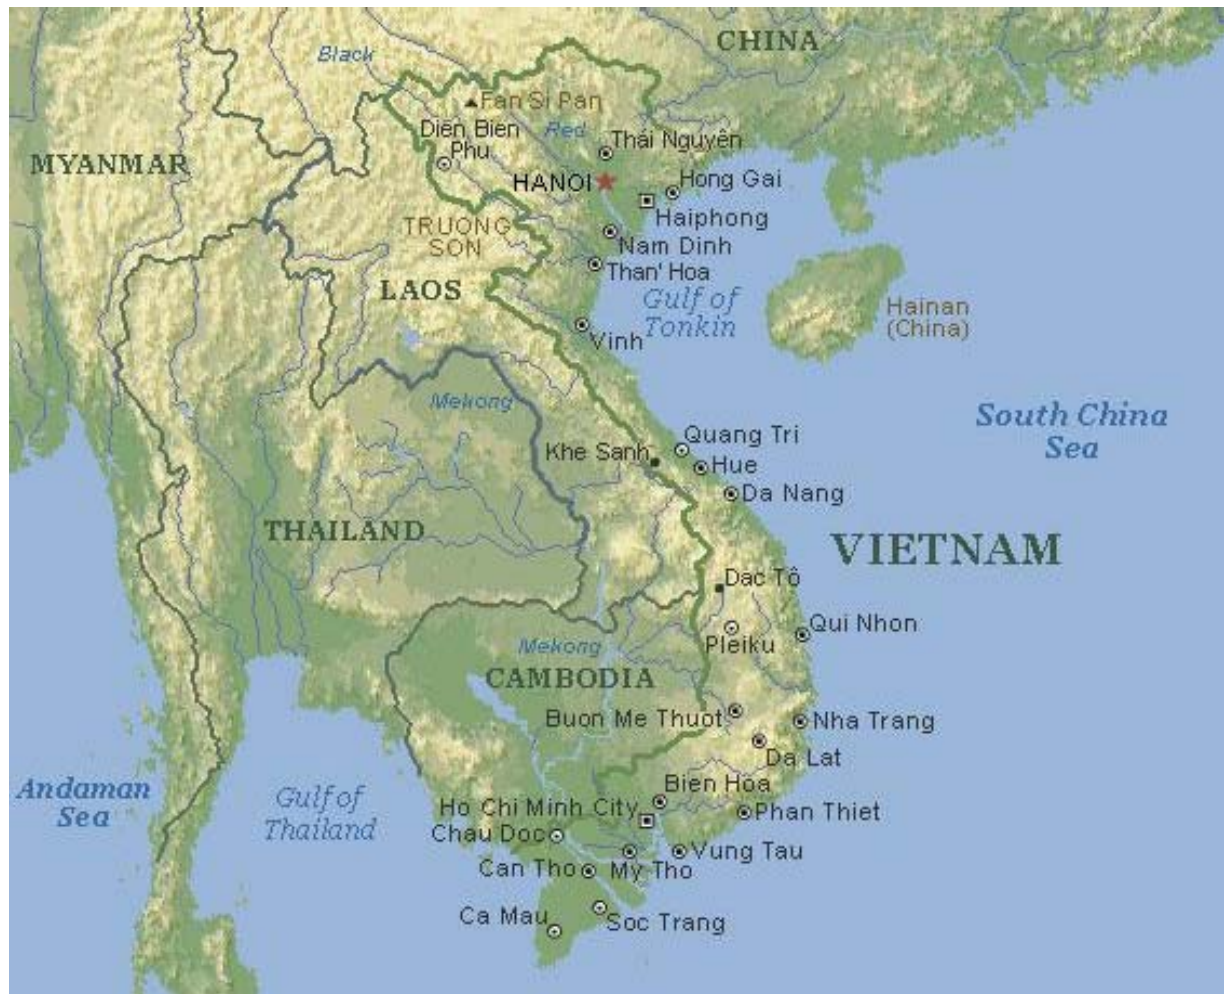 CHINA
Black
Fan Si Pan
Dien Bien
Phu
Red
Thái Nguyên
MYANMAR
HANOI
Hong Gai
Haiphong
TRUONG
SON
Nam Dinh
Than' Hoa
LAOS
Gulf of
Tonkin
Hainan
(China)
Vinh
Mekong
South China
Sea
Quang Tri
Khe Sanh
Hue
Da Nang
THAILAND
VIETNAM
Dac Tô
Qui Nhon
Pleiku
Mekong
CAMBODIA
Buon Me Thuot
Nha Trang
Da Lat
Andaman
Sea
Gulf of
Thailand
Bien Hoa
Ho Chi Minh City
Phan Thiet
Chau Doc
Vung Tau
Can Tho
My Tho
Ca Mau
Soc Trang